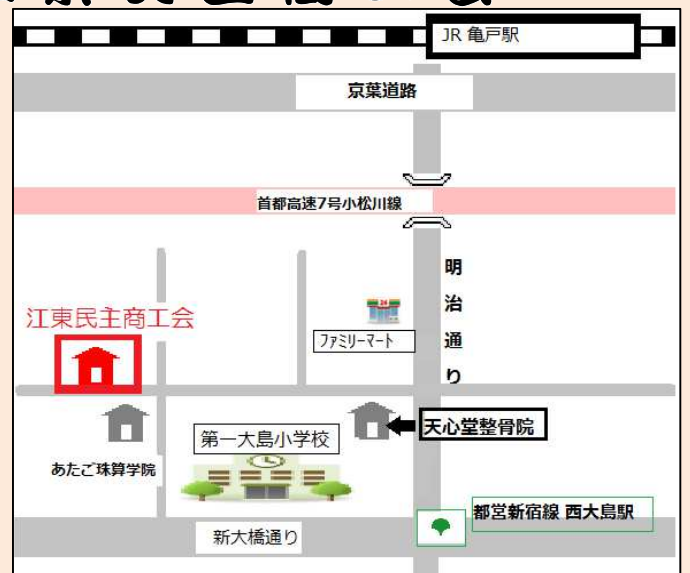 JR 亀戸駅
京葉道路
首都高速7号小松川線
明治通り
江東民主商工会
24
ファミリーマート
天心堂整骨院
第一大島小学校
あたご珠算学院
都営新宿線 西大島駅
新大橋通り